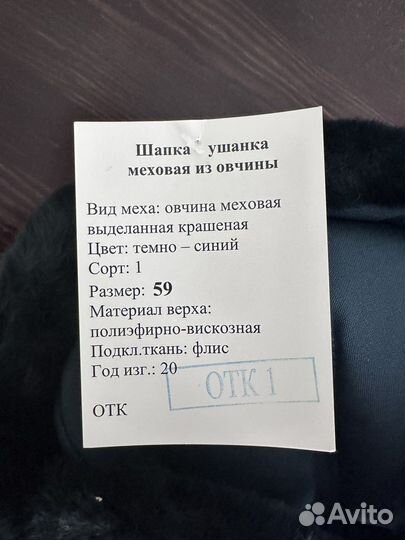 Шапка ушанка
меховая из овчины
Вид меха: овчина меховая
выделанная крашеная
Цвет: темно – синий
Сорт: 1
Размер: 59
Материал верха:
полиэфирно-вискозная
Подкл.ткань: флис
Год изг.: 20
ОТК 1
ОТК
Avito